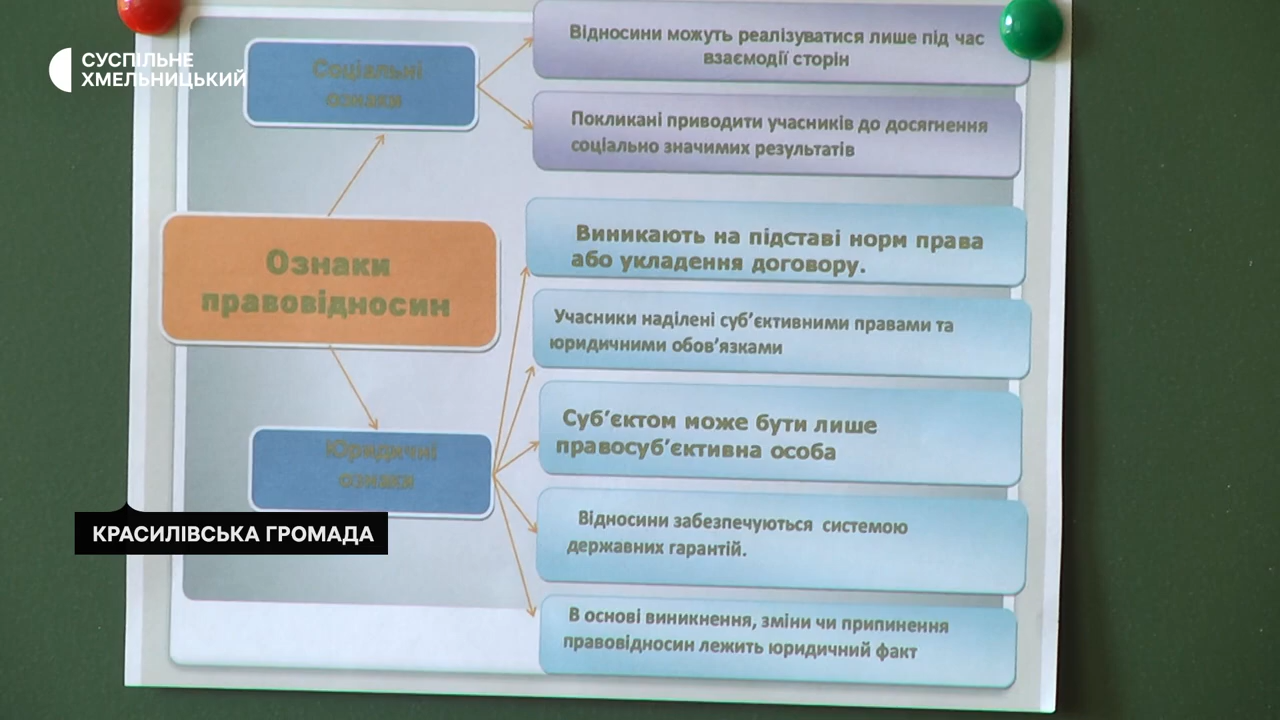 СУСПІЛЬНЕ
ХМЕЛЬНИЦЬКИЙ
Соціальні
ознаки
Відносини можуть реалізуватися лише під час
взаємодії сторін
Покликані приводити учасників до досягнення
соціально значимих результатів
Ознаки
правовідносин
Виникають на підставі норм права
або укладення договору.
Учасники наділені суб’єктивними правами та
юридичними обов’язками
Юридичні
ознаки
Суб’єктом може бути лише
правосуб’єктивна особа
Відносини забезпечуються системою
державних гарантій.
В основі виникнення, зміни чи припинення
правовідносин лежить юридичний факт
КРАСИЛІВСЬКА ГРОМАДА